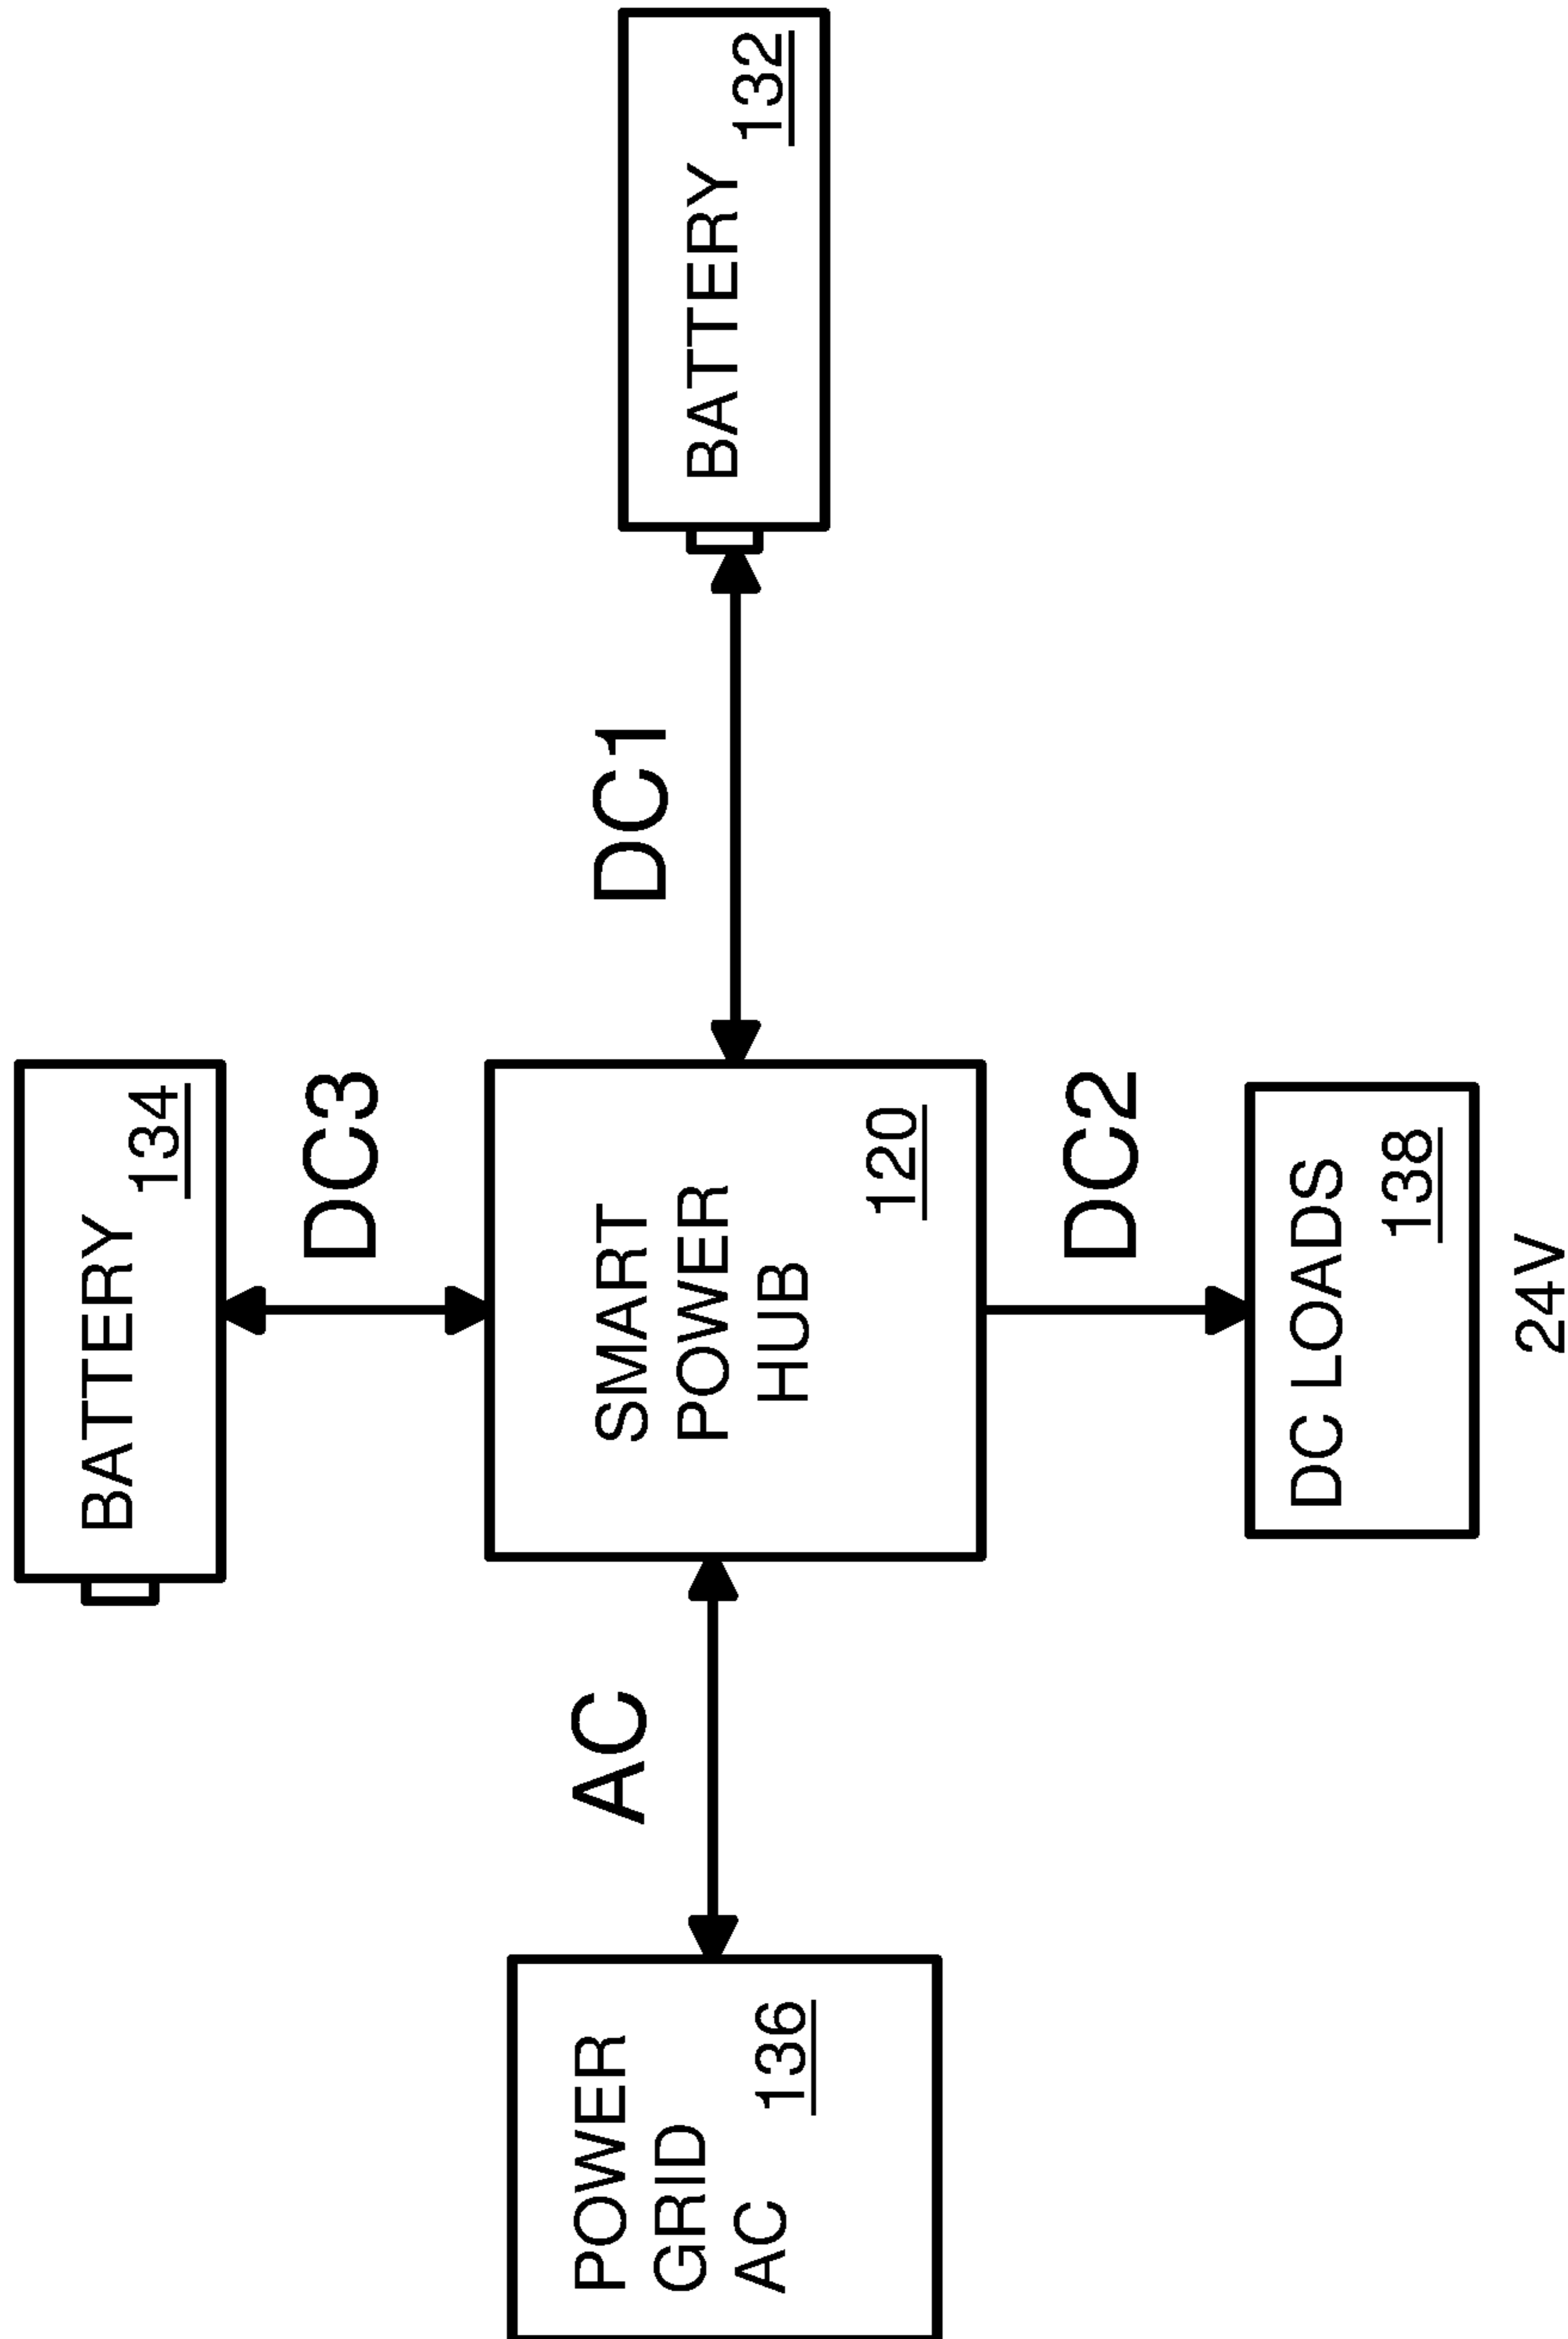 BATTERY
134
DC3
POWER
GRID
AC
136
AC
SMART
POWER
HUB
120
DC1
BATTERY
132
DC2
DC LOADS
138
24V